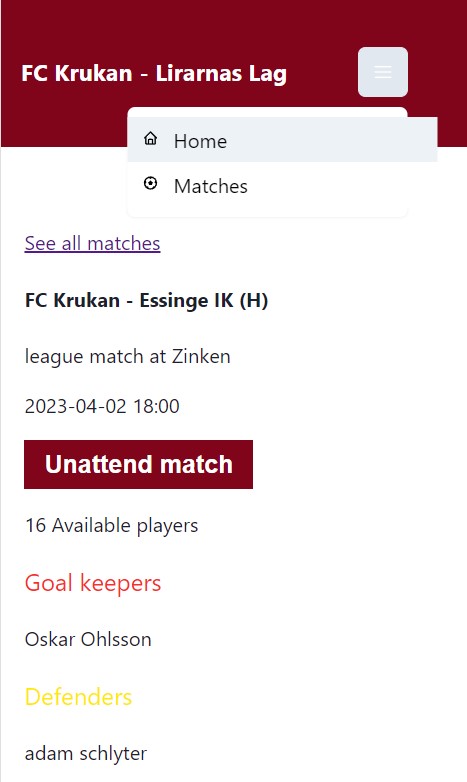 FC Krukan - Lirarnas Lag
Home
Matches
See all matches
FC Krukan - Essinge IK (H)
league match at Zinken
2023-04-02 18:00
Unattend match
16 Available players
Goal keepers
Oskar Ohlsson
Defenders
adam schlyter